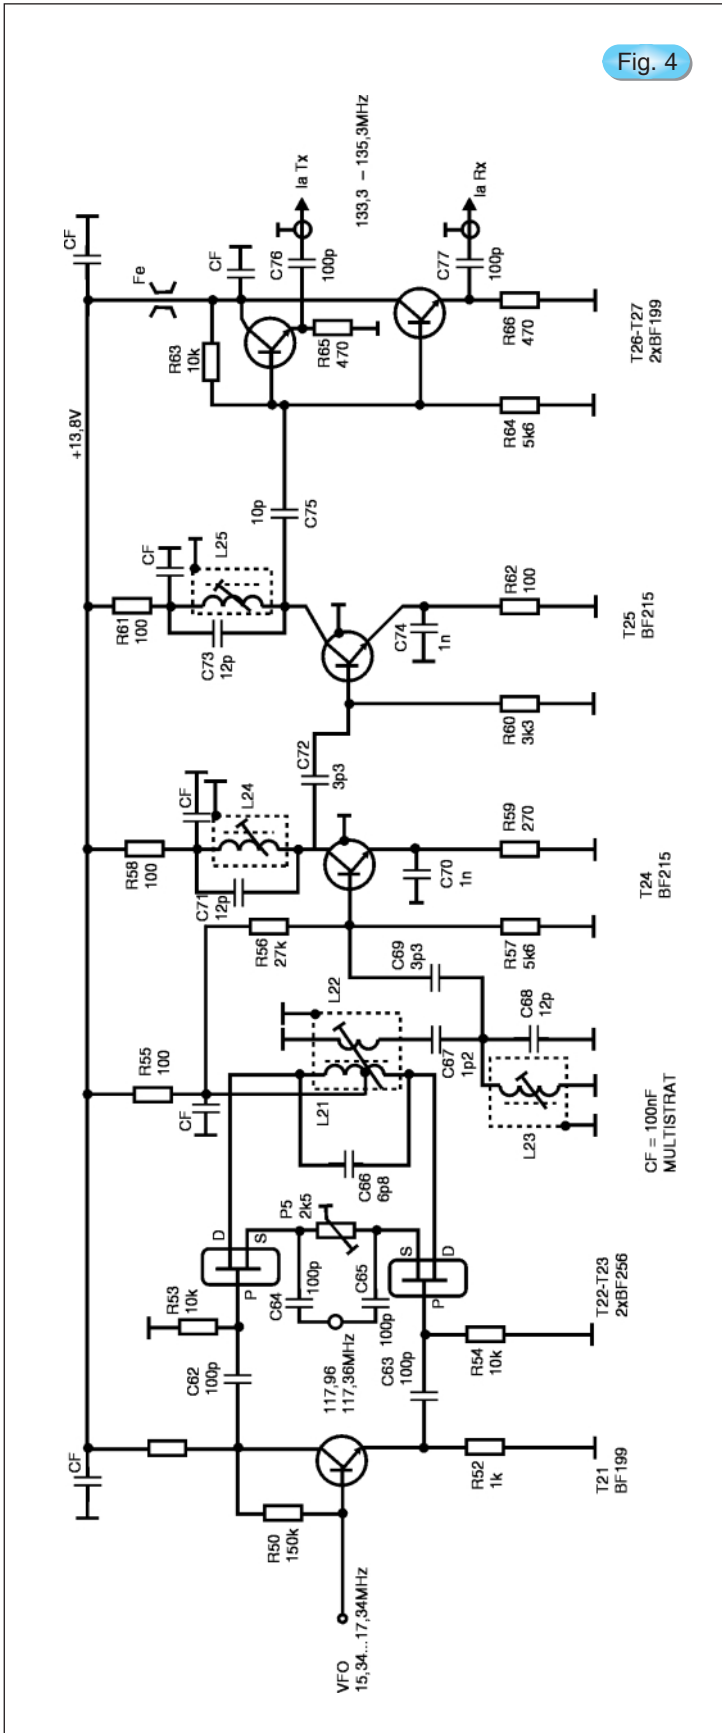 Fig. 4
VFO
15,34...17,34MHz
R50
150k
CF
C62
100p
R53
10k
R52
1k
T21
BF199
117,96
117,36MHz
C63
100p
R54
10k
C64
100p
C65
100p
P5
2k5
P
D
S
P
S
D
T22-T23
2xBF256
C66
6p8
L21
L22
CF
R55
100
C67
1p2
C68
12p
L23
C69
3p3
CF = 100nF
MULTISTRAT
R56
27k
R57
5k6
R58
100
C71
12p
CF
L24
C70
1n
R59
270
T24
BF215
C72
3p3
R60
3k3
R61
100
C73
12p
CF
L25
C74
1n
R62
100
T25
BF215
10p
C75
+13,8V
R63
10k
Fe
CF
CF
R64
5k6
R65
470
C76
100p
la Tx
133,3 – 135,3MHz
C77
100p
la Rx
R66
470
T26-T27
2xBF199